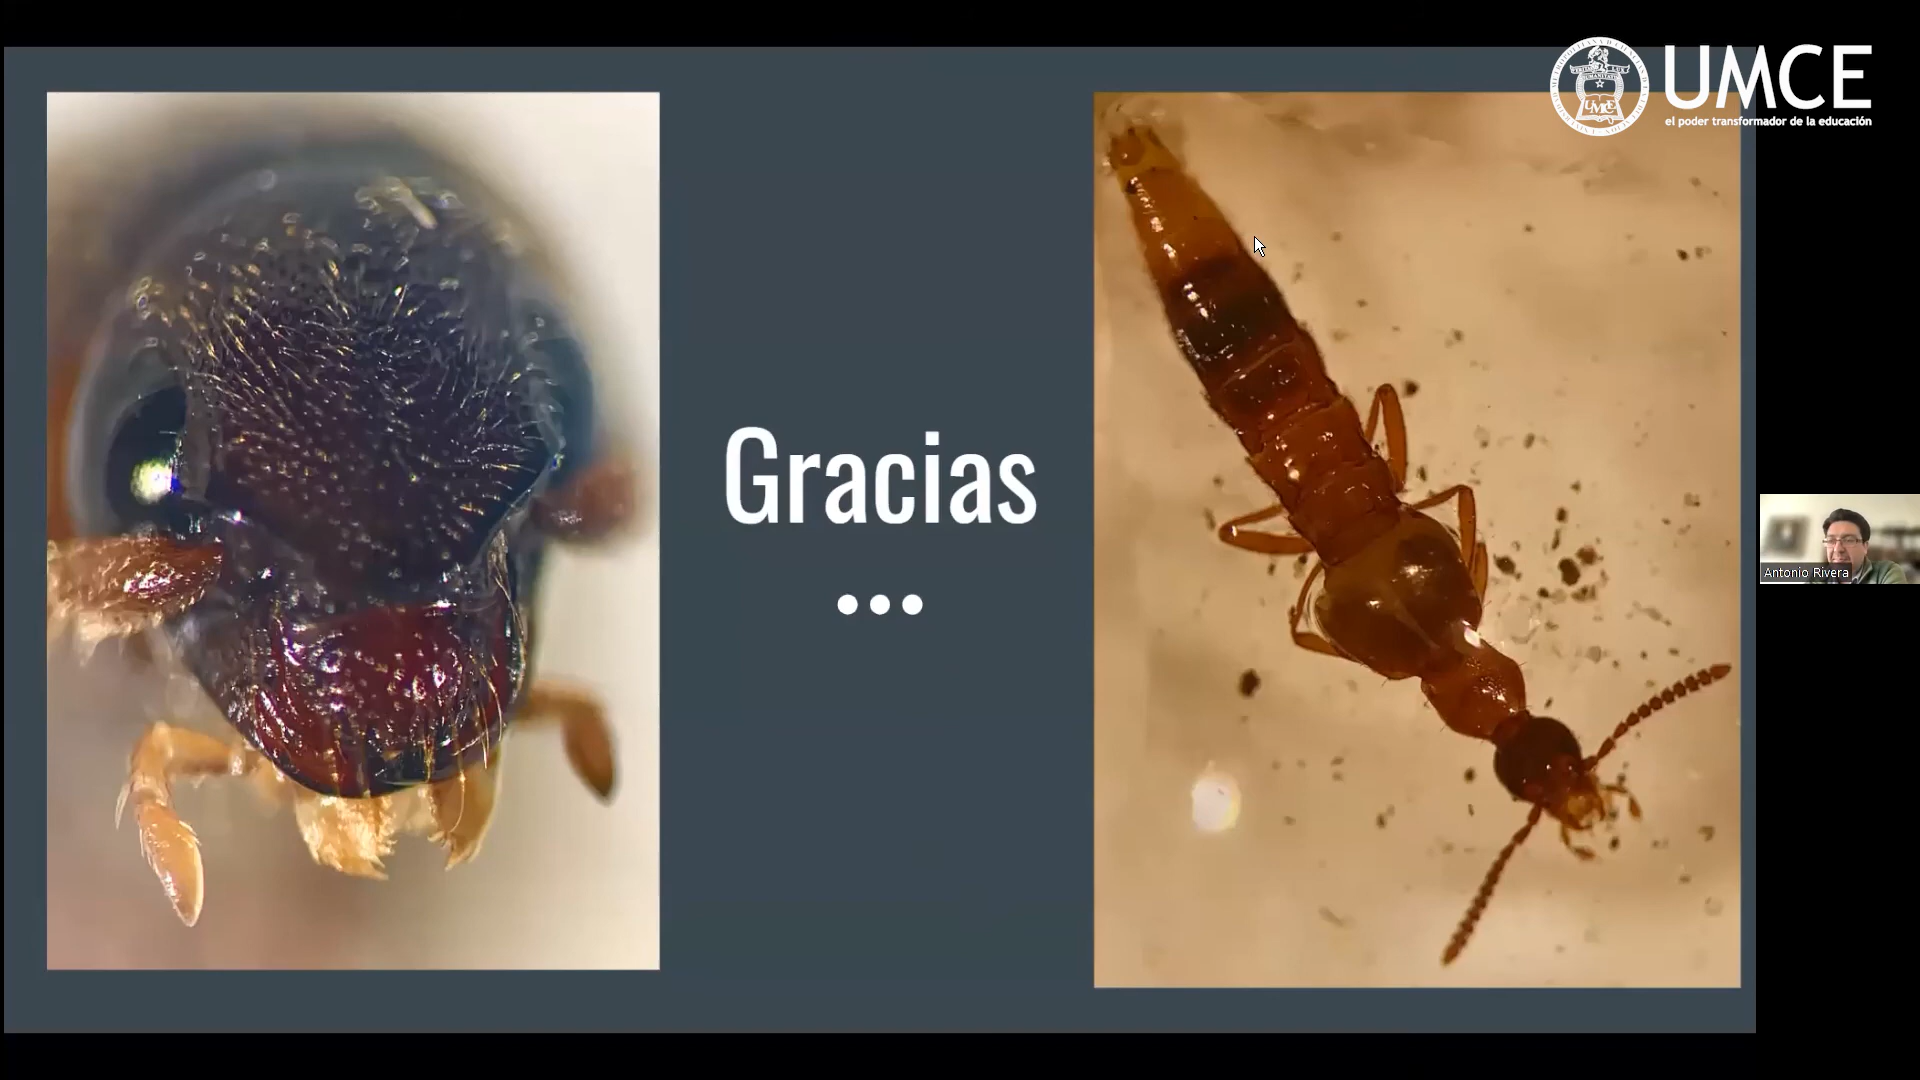 UMCE
el poder transformador de la educación
Gracias
Antonio Rivera